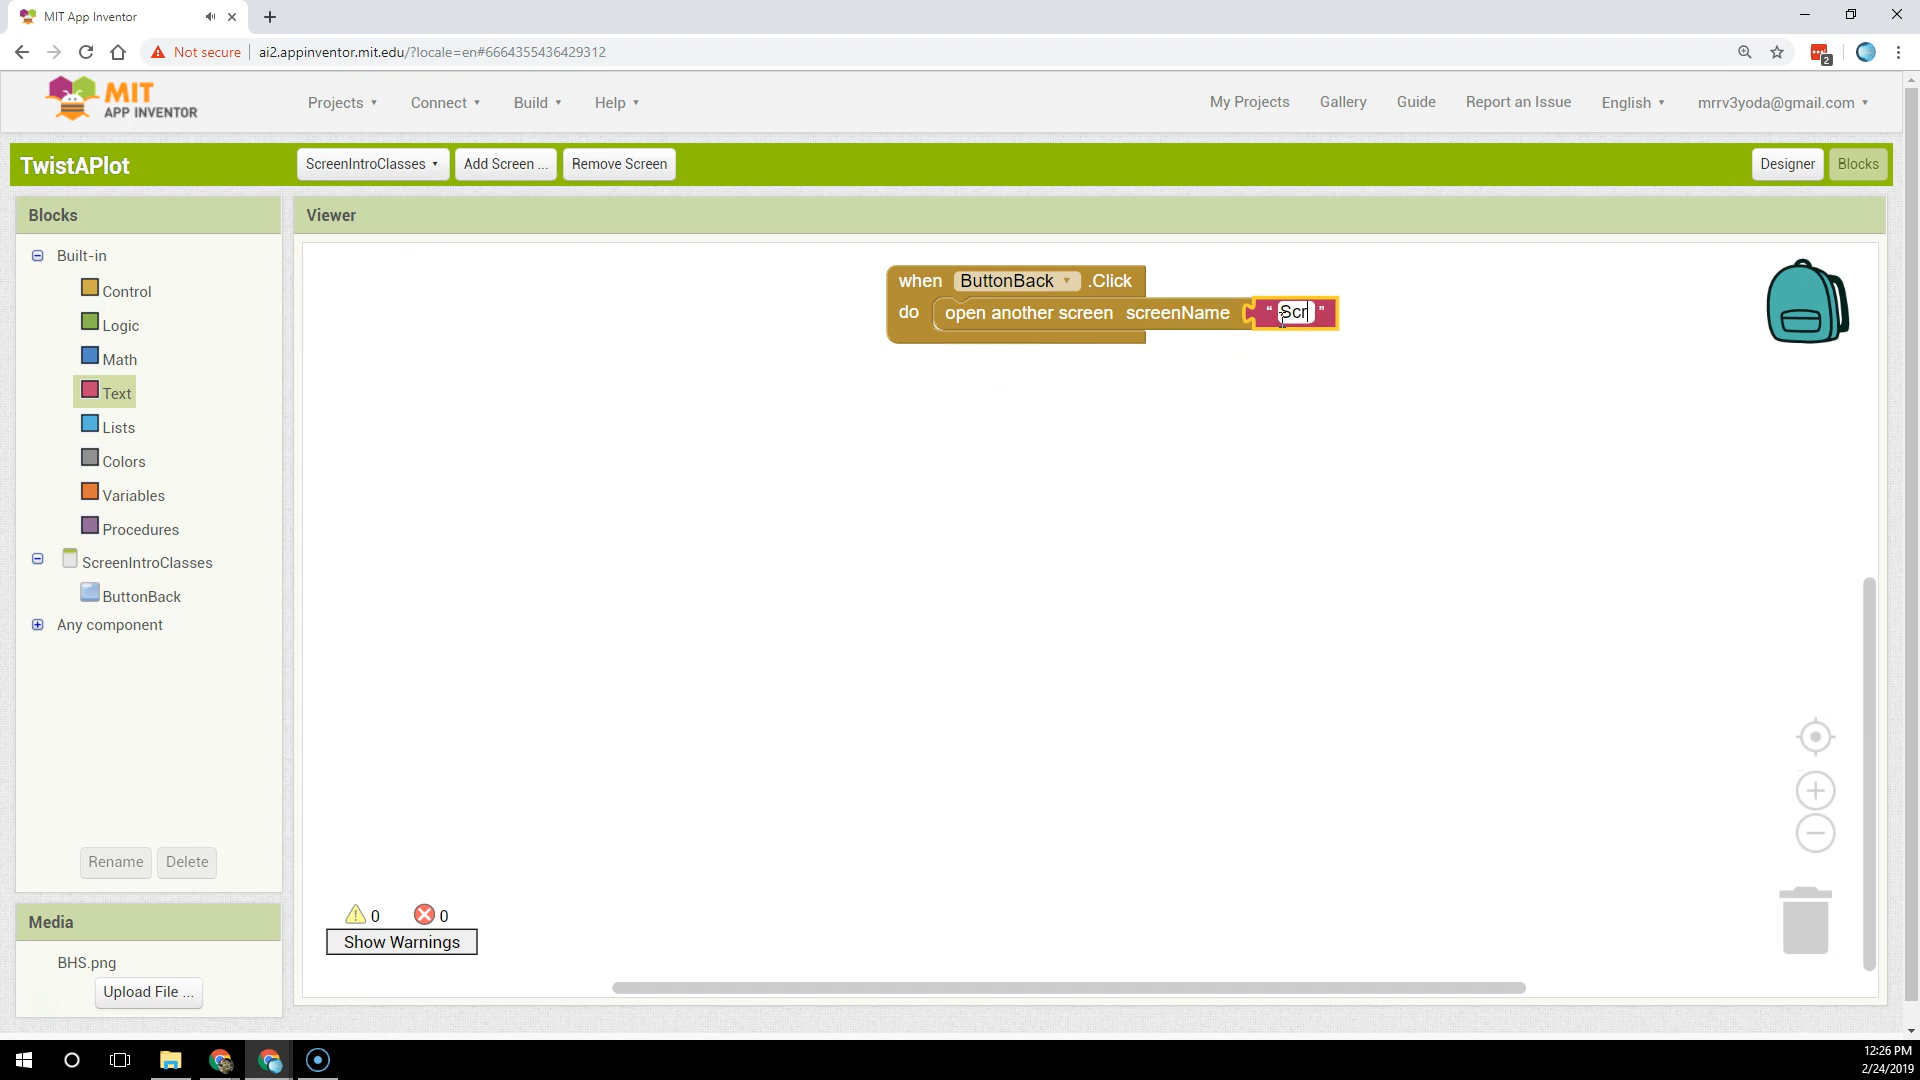 MIT App Inventor
Not secure
ai2.appinventor.mit.edu/?locale=en#6664355436429312
2
MIT
APP INVENTOR
Projects
Connect
Build
Help
My Projects
Gallery
Guide
Report an Issue
English
mrrv3yoda@gmail.com
TwistAPlot
ScreenIntroClasses
Add Screen ...
Remove Screen
Designer
Blocks
Blocks
Viewer
Built-in
Control
Logic
Math
Text
Lists
Colors
Variables
Procedures
ScreenIntroClasses
ButtonBack
Any component
Rename
Delete
when ButtonBack .Click
do open another screen screenName “ Scr ”
0 0
Show Warnings
Media
BHS.png
Upload File ...
12:26 PM
2/24/2019